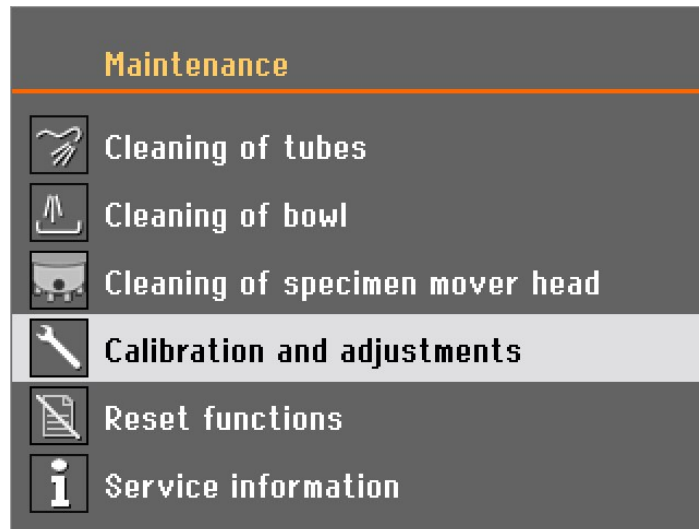 Maintenance
Cleaning of tubes
Cleaning of bowl
Cleaning of specimen mover head
Calibration and adjustments
Reset functions
Service information